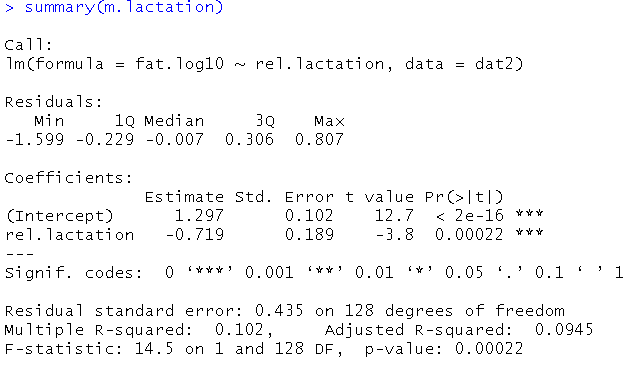 > summary(m.lactation)
Call:
lm(formula = fat.log10 ~ rel.lactation, data = dat2)
Residuals:
   Min     1Q Median     3Q    Max
-1.599 -0.229 -0.007  0.306  0.807
Coefficients:
              Estimate Std. Error t value Pr(>|t|)
(Intercept)      1.297      0.102    12.7  < 2e-16 ***
rel.lactation   -0.719      0.189    -3.8  0.00022 ***
---
Signif. codes:  0 ‘***’ 0.001 ‘**’ 0.01 ‘*’ 0.05 ‘.’ 0.1 ‘ ’ 1
Residual standard error: 0.435 on 128 degrees of freedom
Multiple R-squared:  0.102,	Adjusted R-squared:  0.0945
F-statistic: 14.5 on 1 and 128 DF,  p-value: 0.00022